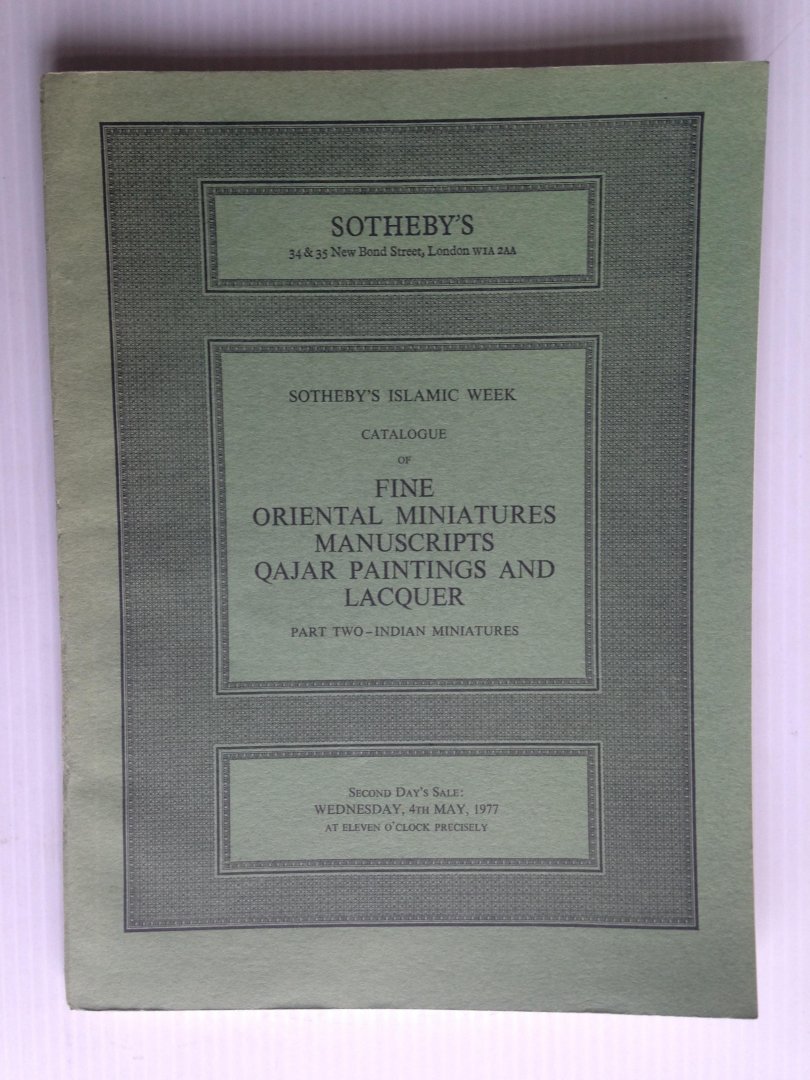 SOTHEBY'S
34 & 35 New Bond Street, London W1A 2AA
SOTHEBY'S ISLAMIC WEEK
CATALOGUE
OF
FINE
ORIENTAL MINIATURES
MANUSCRIPTS
QAJAR PAINTINGS AND
LACQUER
PART TWO – INDIAN MINIATURES
SECOND DAY'S SALE:
WEDNESDAY, 4TH MAY, 1977
AT ELEVEN O'CLOCK PRECISELY